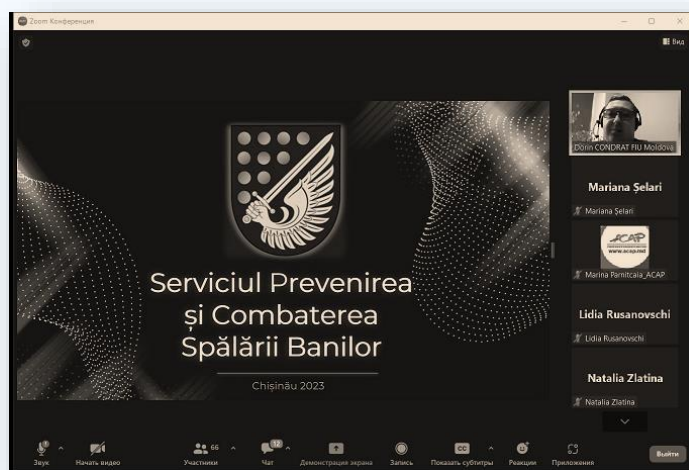 Zoom Конференция
Вид
Serviciul Prevenirea
și Combaterea
Spălării Banilor
Chișinău 2023
Dorin CONDRAT FIU Moldova
Mariana Șelari
Mariana Șelari
ACAP
www.acap.md
Marina Parnitcaia_ACAP
Lidia Rusanovschi
Lidia Rusanovschi
Natalia Zlatina
Natalia Zlatina
Звук
Начать видео
66
Участники
12
Чат
Демонстрация экрана
Запись
CC
Показать субтитры
Реакции
Приложения
Выйти